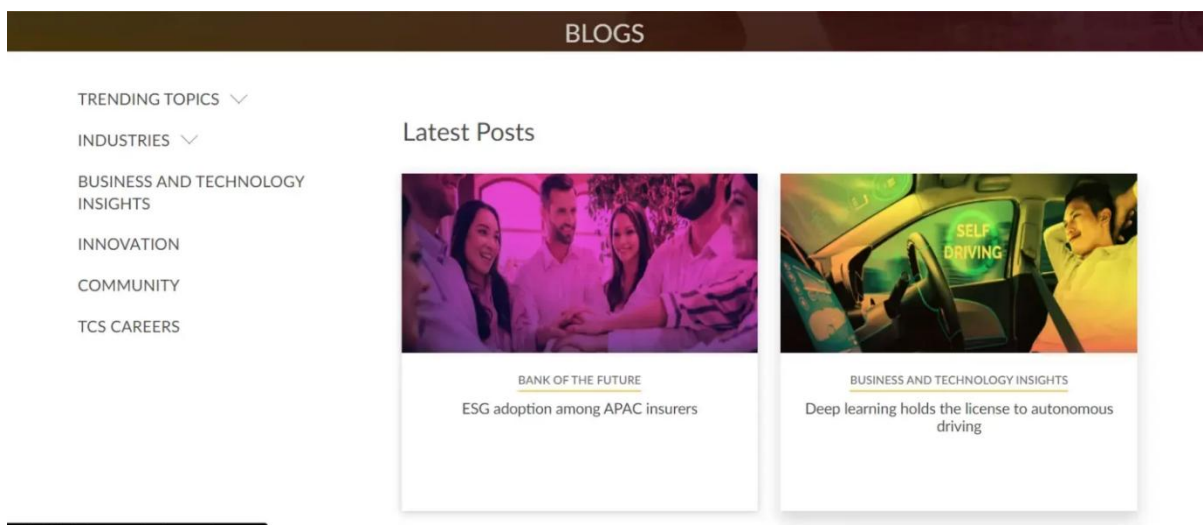 BLOGS
TRENDING TOPICS
INDUSTRIES
BUSINESS AND TECHNOLOGY
INSIGHTS
INNOVATION
COMMUNITY
TCS CAREERS
Latest Posts
SELF
DRIVING
BANK OF THE FUTURE
ESG adoption among APAC insurers
BUSINESS AND TECHNOLOGY INSIGHTS
Deep learning holds the license to autonomous
driving